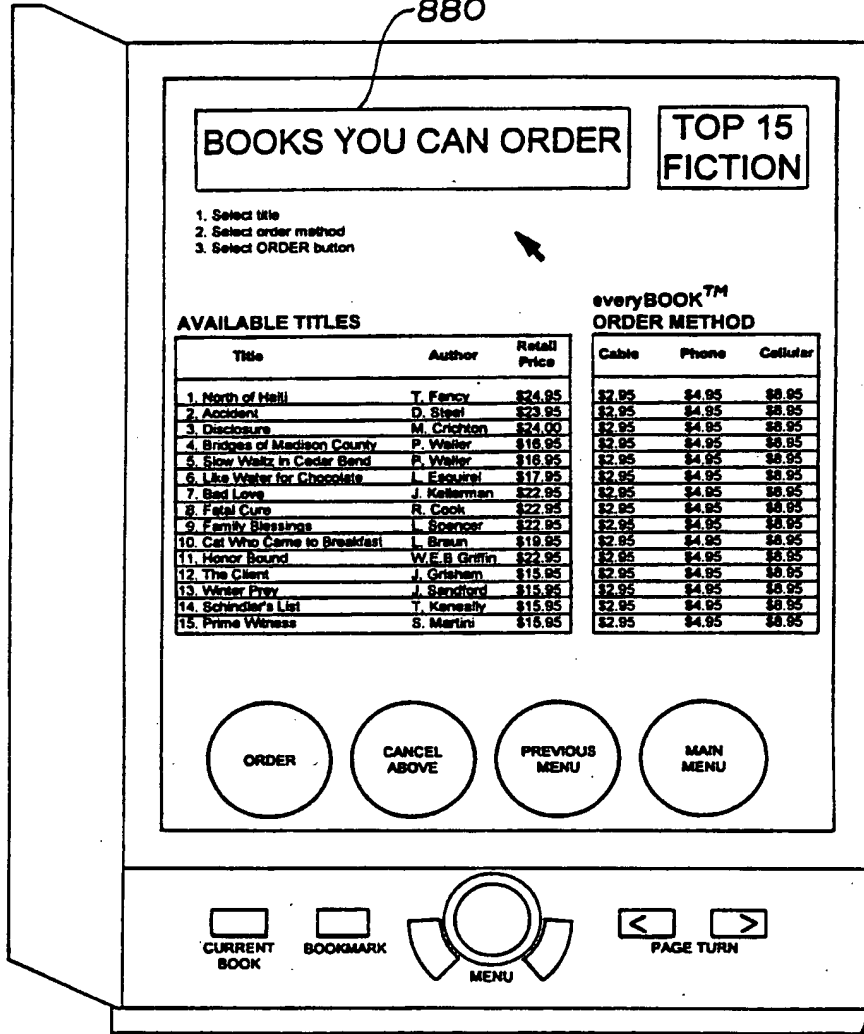 880
BOOKS YOU CAN ORDER
TOP 15
FICTION
1. Select title
2. Select order method
3. Select ORDER button
everyBOOK™
AVAILABLE TITLES ORDER METHOD
Title Author Retail Price Cable Phone Cellular
1. North of Haiti T. Fancy $24.95 $2.95 $4.95 $8.95
2. Accident D. Steel $23.95 $2.95 $4.95 $8.95
3. Disclosure M. Crichton $24.00 $2.95 $4.95 $8.95
4. Bridges of Madison County P. Waller $16.95 $2.95 $4.95 $8.95
5. Slow Waltz in Cedar Bend P. Waller $16.95 $2.95 $4.95 $8.95
6. Like Water for Chocolate L. Esquirel $17.95 $2.95 $4.95 $8.95
7. Bad Love J. Kellerman $22.95 $2.95 $4.95 $8.95
8. Fatal Cure R. Cook $22.95 $2.95 $4.95 $8.95
9. Family Blessings L. Spencer $22.95 $2.95 $4.95 $8.95
10. Cat Who Came to Breakfast L. Braun $19.95 $2.95 $4.95 $8.95
11. Honor Bound W.E.B Griffin $22.95 $2.95 $4.95 $8.95
12. The Client J. Grisham $15.95 $2.95 $4.95 $8.95
13. Winter Prey J. Sandford $15.95 $2.95 $4.95 $8.95
14. Schindler's List T. Keneally $15.95 $2.95 $4.95 $8.95
15. Prime Witness S. Martini $15.95 $2.95 $4.95 $8.95
ORDER
CANCEL
ABOVE
PREVIOUS
MENU
MAIN
MENU
CURRENT
BOOK
BOOKMARK
MENU
< >
PAGE TURN